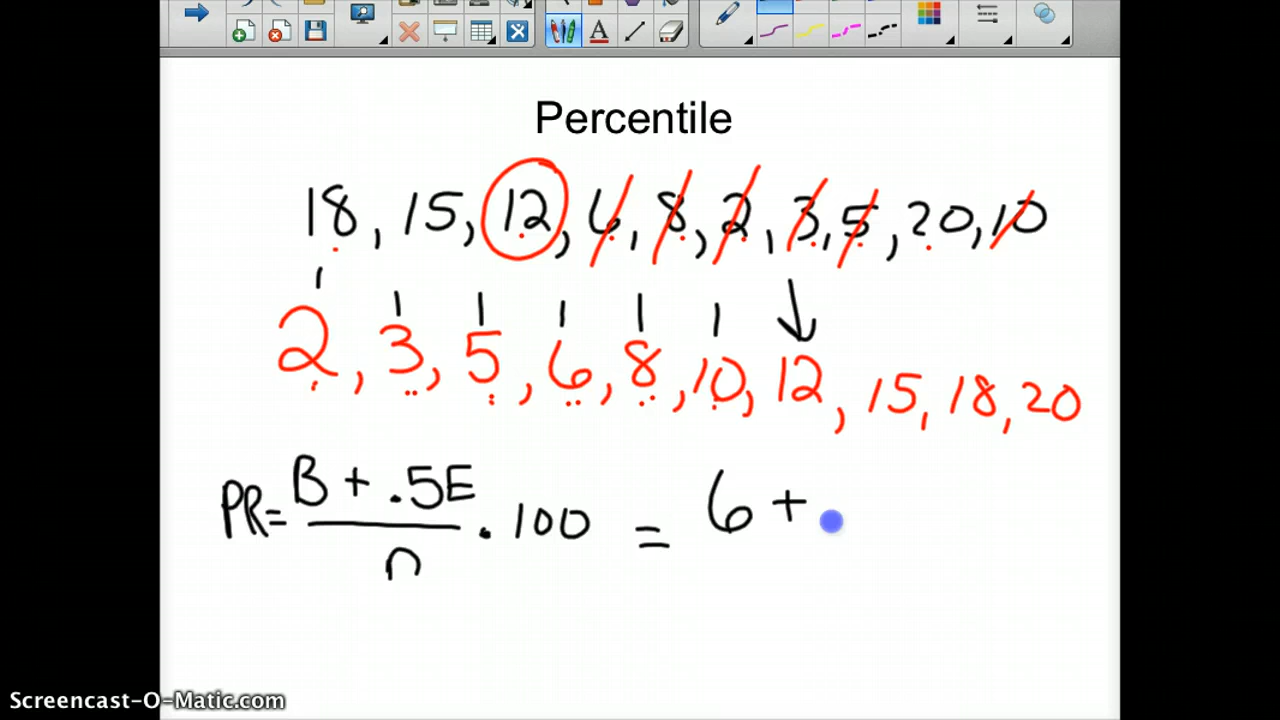 Percentile
18, 15, 12, 6, 8, 2, 3, 5, 20, 10
2, 3, 5, 6, 8, 10, 12, 15, 18, 20
PR = B + .5E / n . 100 = 6 +
Screencast-O-Matic.com